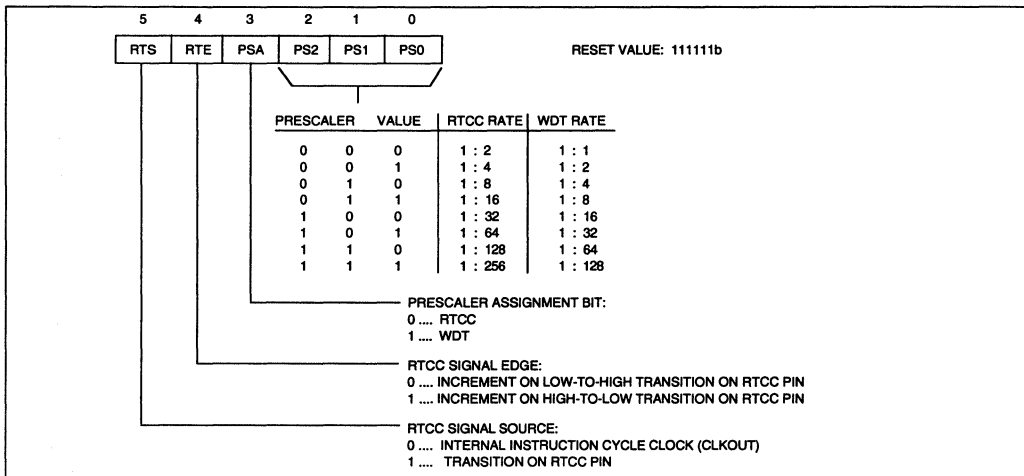 5 4 3 2 1 0
RTS RTE PSA PS2 PS1 PS0 RESET VALUE: 111111b
PRESCALER VALUE RTCC RATE WDT RATE
0 0 0 1 : 2 1 : 1
0 0 1 1 : 4 1 : 2
0 1 0 1 : 8 1 : 4
0 1 1 1 : 16 1 : 8
1 0 0 1 : 32 1 : 16
1 0 1 1 : 64 1 : 32
1 1 0 1 : 128 1 : 64
1 1 1 1 : 256 1 : 128
PRESCALER ASSIGNMENT BIT:
0 .... RTCC
1 .... WDT
RTCC SIGNAL EDGE:
0 .... INCREMENT ON LOW-TO-HIGH TRANSITION ON RTCC PIN
1 .... INCREMENT ON HIGH-TO-LOW TRANSITION ON RTCC PIN
RTCC SIGNAL SOURCE:
0 .... INTERNAL INSTRUCTION CYCLE CLOCK (CLKOUT)
1 .... TRANSITION ON RTCC PIN